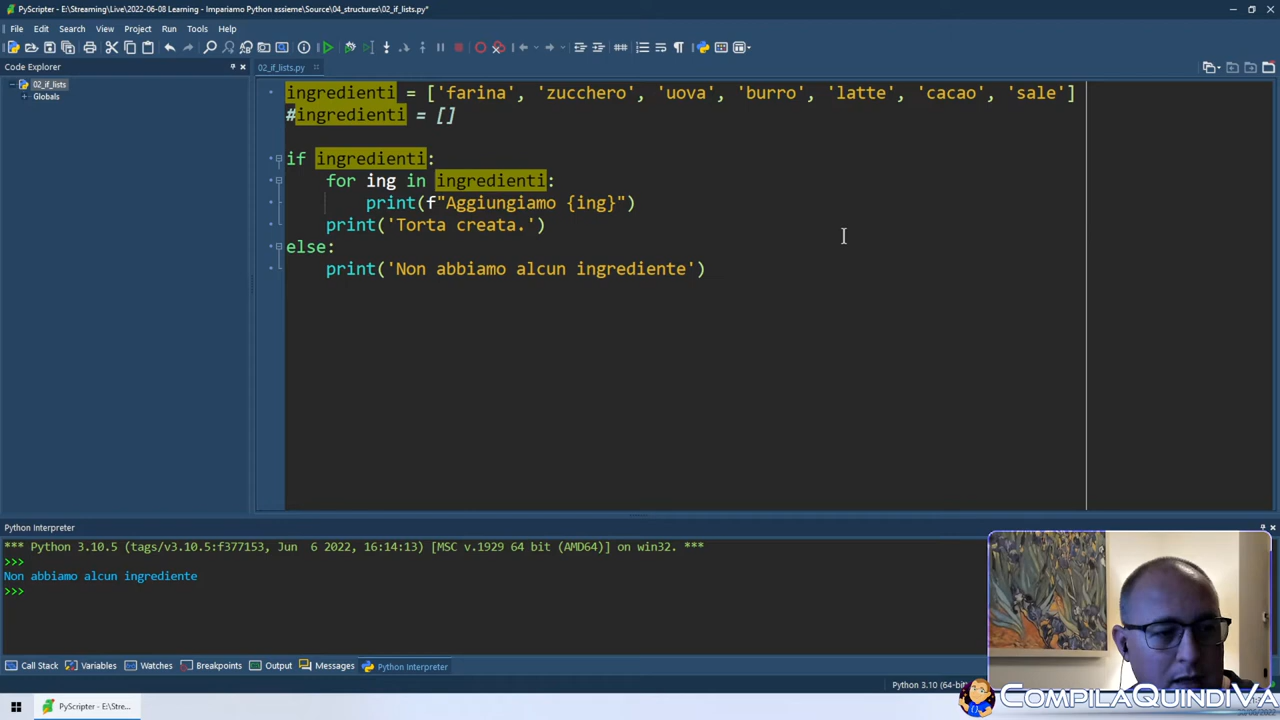 PyScripter - E:\Streaming\Live\2022-06-08 Learning - Impariamo Python assieme\Source\04_structures\02_if_lists.py*
File Edit Search View Project Run Tools Help
Code Explorer
02_if_lists.py
02_if_lists
Globals
ingredienti = ['farina', 'zucchero', 'uova', 'burro', 'latte', 'cacao', 'sale']
#ingredienti = []
if ingredienti:
for ing in ingredienti:
print(f"Aggiungiamo {ing}")
print('Torta creata.')
else:
print('Non abbiamo alcun ingrediente')
Python Interpreter
*** Python 3.10.5 (tags/v3.10.5:f377153, Jun 6 2022, 16:14:13) [MSC v.1929 64 bit (AMD64)] on win32. ***
>>>
Non abbiamo alcun ingrediente
>>>
Call Stack Variables Watches Breakpoints Output Messages Python Interpreter
Python 3.10 (64-bit)
COMPILAQUINDIVA
PyScripter - E:\Stre...